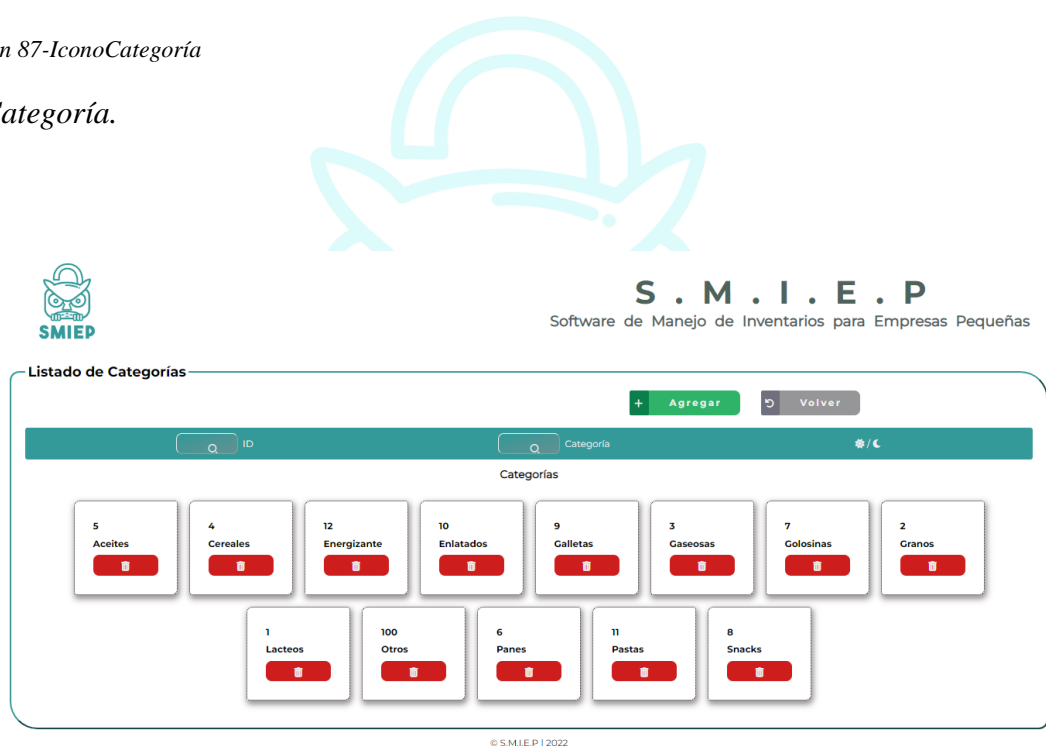 n 87-IconoCategoría
ategoría.
SMIEP
S . M . I . E . P
Software de Manejo de Inventarios para Empresas Pequeñas
Listado de Categorías
+ Agregar
Volver
ID
Categoría
/
Categorías
5
Aceites
4
Cereales
12
Energizante
10
Enlatados
9
Galletas
3
Gaseosas
7
Golosinas
2
Granos
1
Lacteos
100
Otros
6
Panes
11
Pastas
8
Snacks
© S.M.I.E.P | 2022